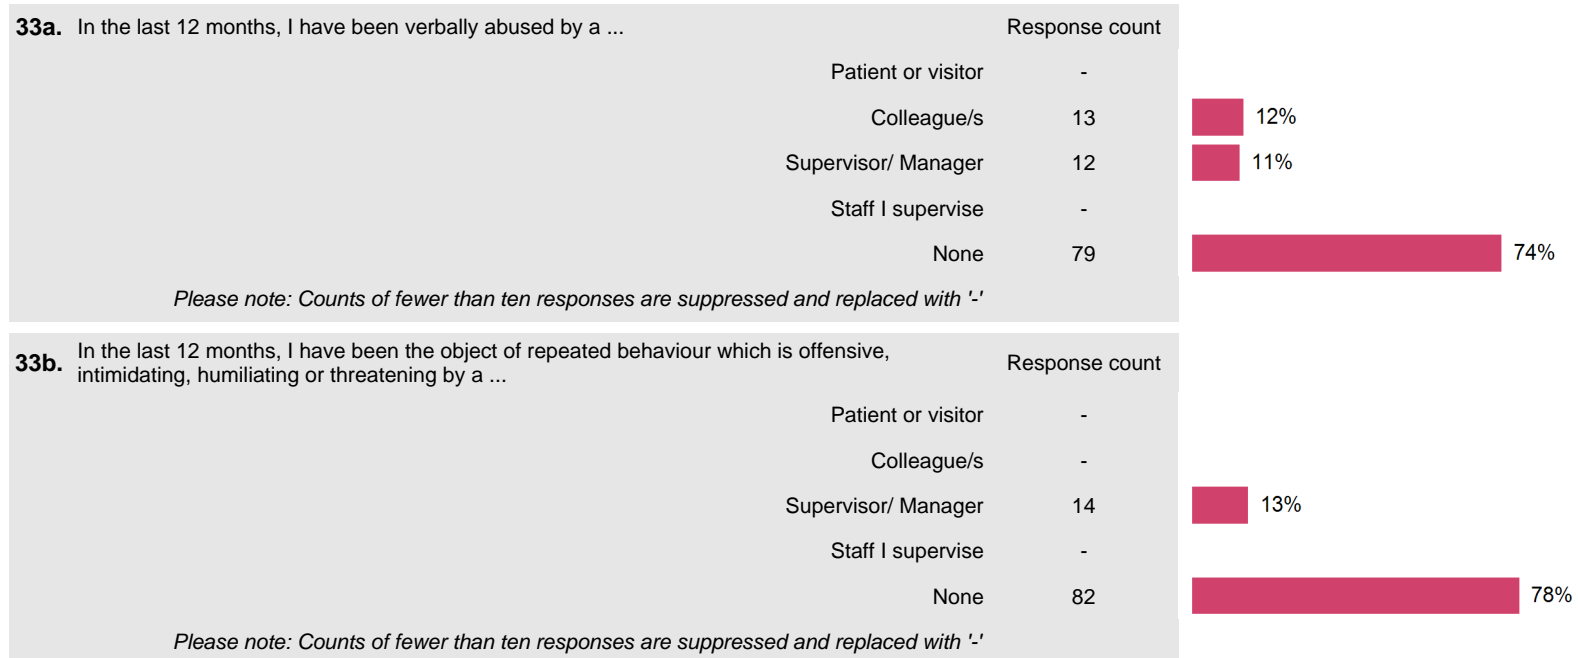 33a. In the last 12 months, I have been verbally abused by a ... Response count
Patient or visitor -
Colleague/s 13 12%
Supervisor/ Manager 12 11%
Staff I supervise -
None 79 74%
Please note: Counts of fewer than ten responses are suppressed and replaced with '-'
33b. In the last 12 months, I have been the object of repeated behaviour which is offensive,
intimidating, humiliating or threatening by a ... Response count
Patient or visitor -
Colleague/s -
Supervisor/ Manager 14 13%
Staff I supervise -
None 82 78%
Please note: Counts of fewer than ten responses are suppressed and replaced with '-'